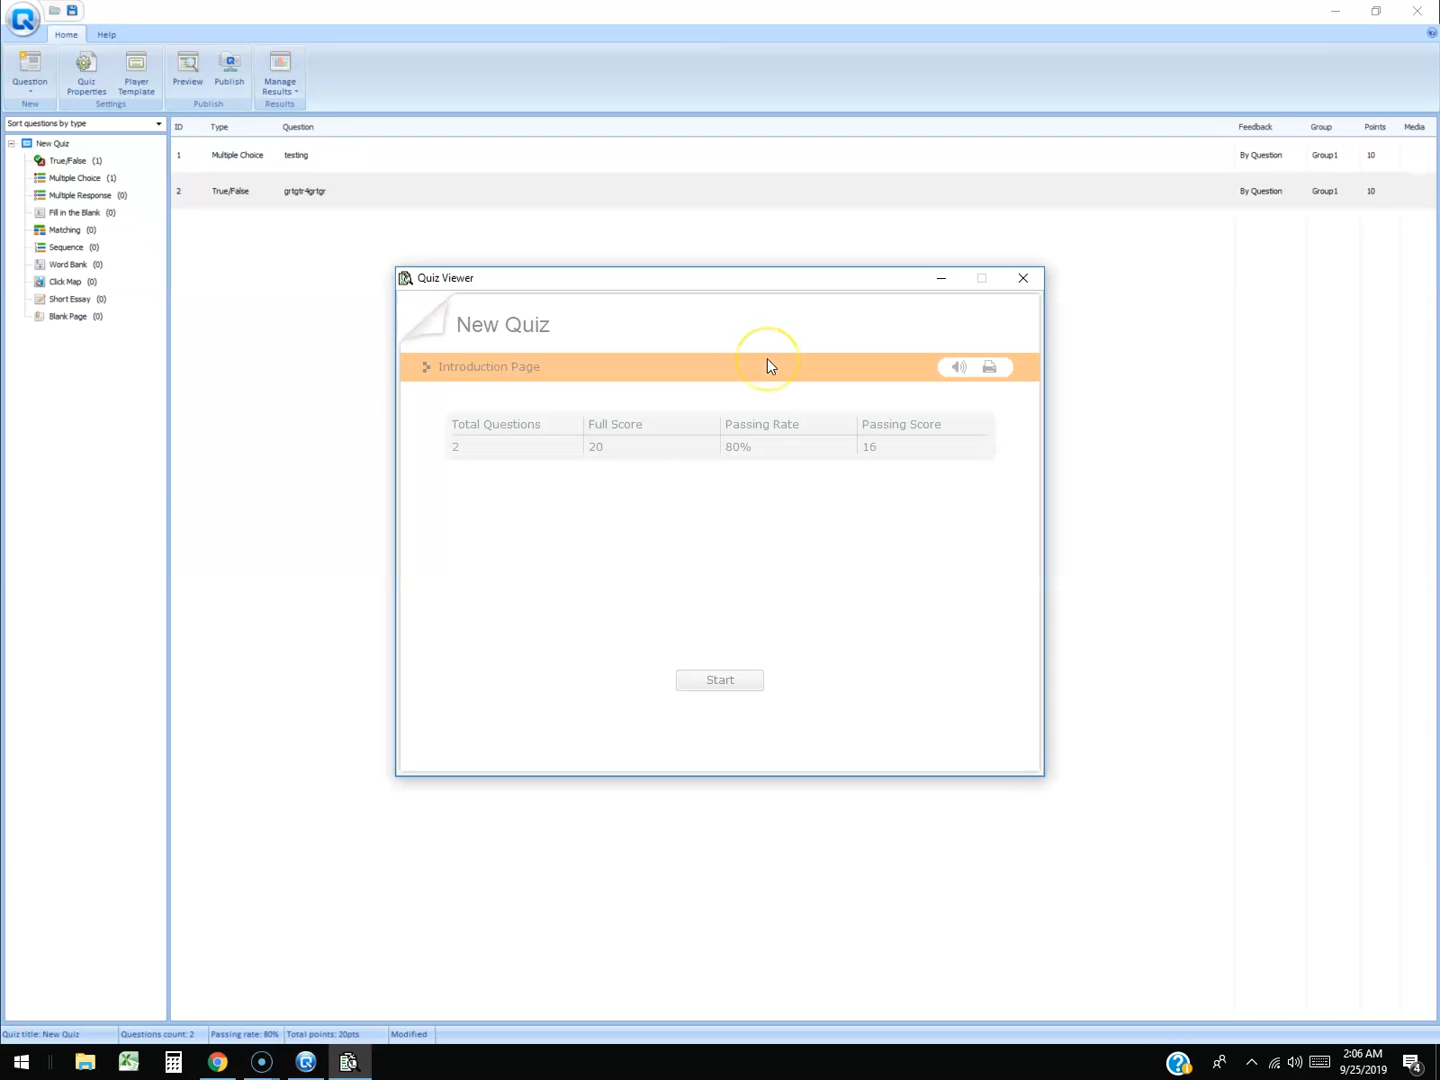 Home Help
Question Quiz Properties Player Template Preview Publish Manage Results
New Settings Publish Results
Sort questions by type
ID Type Question Feedback Group Points Media
New Quiz
1 Multiple Choice testing By Question Group1 10
True/False (1)
Multiple Choice (1)
2 True/False grtgtr4grtgr By Question Group1 10
Multiple Response (0)
Fill in the Blank (0)
Matching (0)
Sequence (0)
Word Bank (0)
Click Map (0)
Short Essay (0)
Blank Page (0)
Quiz Viewer
New Quiz
Introduction Page
Total Questions Full Score Passing Rate Passing Score
2 20 80% 16
Start
Quiz title: New Quiz Questions count: 2 Passing rate: 80% Total points: 20pts Modified
2:06 AM
9/25/2019
4